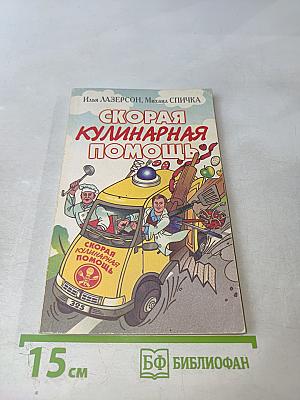 Илья ЛАЗЕРСОН, Михаил СПИЧКА
СКОРАЯ
КУЛИНАРНАЯ
ПОМОЩЬ
СКОРАЯ
КУЛИНАРНАЯ
ПОМОЩЬ
15 см
БФ БИБЛИОФАН